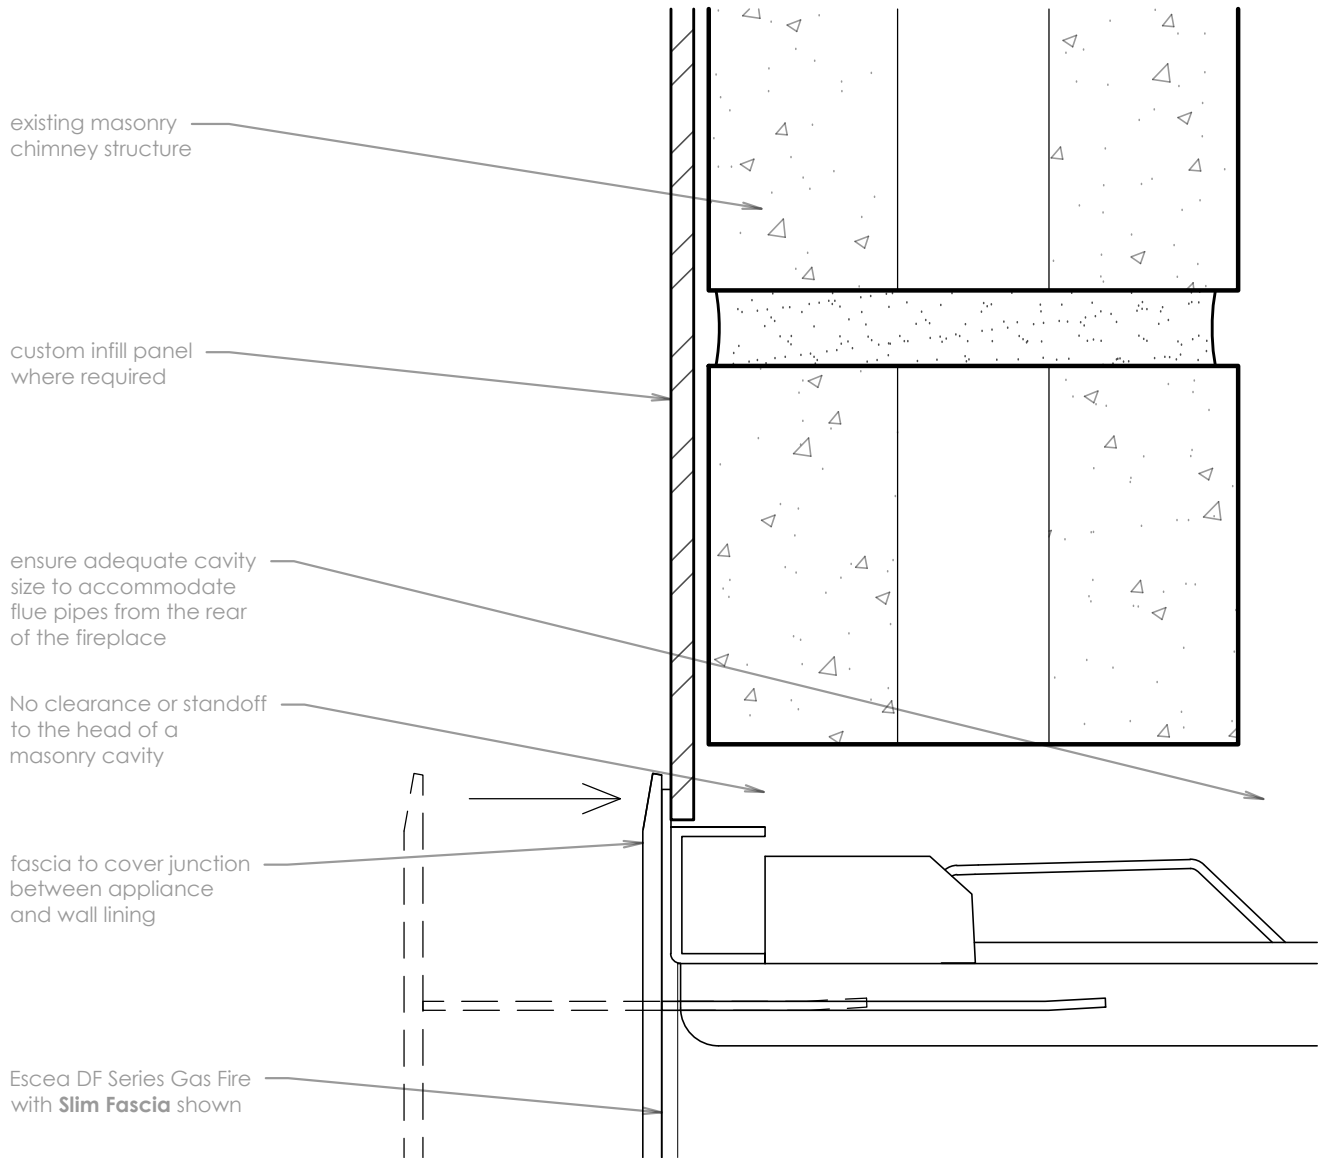 existing masonry
chimney structure
custom infill panel
where required
ensure adequate cavity
size to accommodate
flue pipes from the rear
of the fireplace
No clearance or standoff
to the head of a
masonry cavity
fascia to cover junction
between appliance
and wall lining
Escea DF Series Gas Fire
with Slim Fascia shown